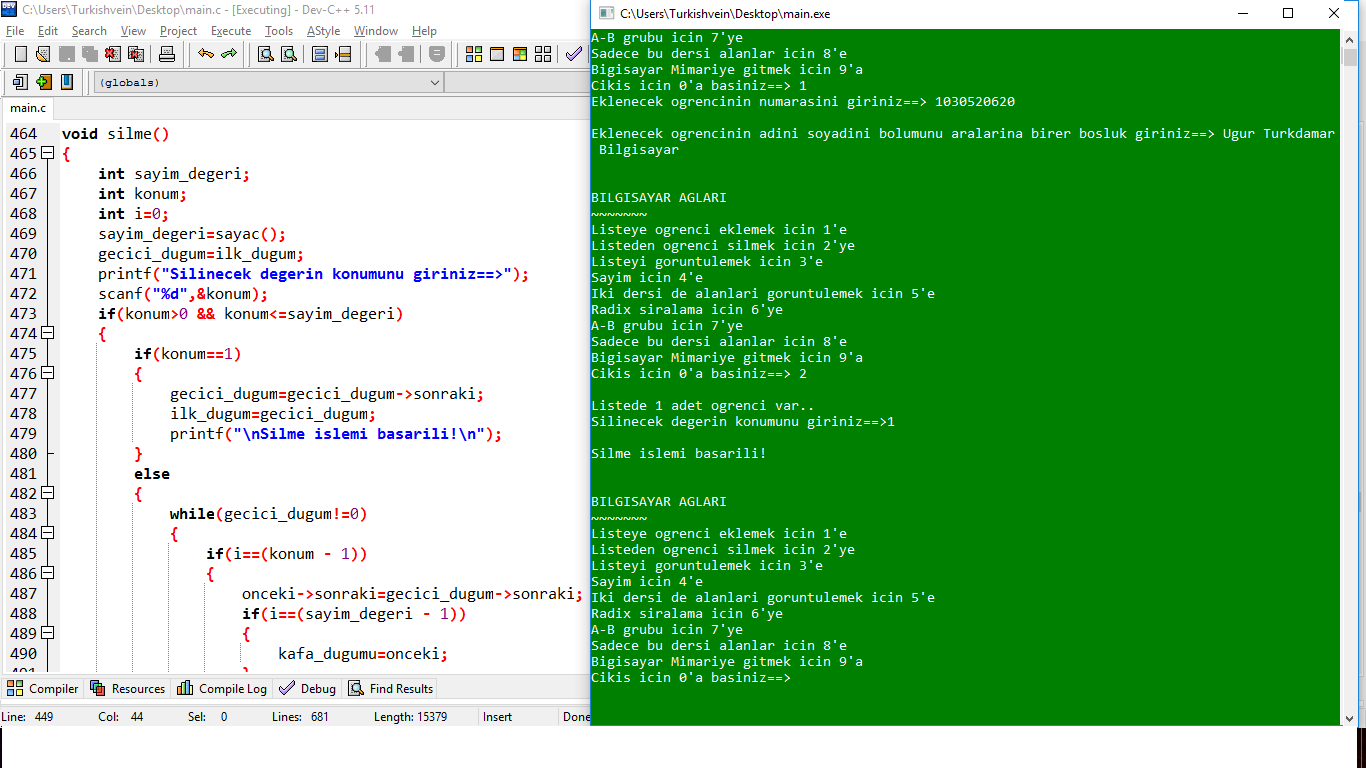 C:\Users\Turkishvein\Desktop\main.c - [Executing] - Dev-C++ 5.11
File Edit Search View Project Execute Tools AStyle Window Help
(globals)
main.c
464 void silme()
465 {
466 int sayim_degeri;
467 int konum;
468 int i=0;
469 sayim_degeri=sayac();
470 gecici_dugum=ilk_dugum;
471 printf("Silinecek degerin konumunu giriniz==>");
472 scanf("%d",&konum);
473 if(konum>0 && konum<=sayim_degeri)
474 {
475 if(konum==1)
476 {
477 gecici_dugum=gecici_dugum->sonraki;
478 ilk_dugum=gecici_dugum;
479 printf("\nSilme islemi basarili!\n");
480 }
481 else
482 {
483 while(gecici_dugum!=0)
484 {
485 if(i==(konum - 1))
486 {
487 onceki->sonraki=gecici_dugum->sonraki;
488 if(i==(sayim_degeri - 1))
489 {
490 kafa_dugumu=onceki;
491 }
Compiler Resources Compile Log Debug Find Results
Line: 449 Col: 44 Sel: 0 Lines: 681 Length: 15379 Insert Done
C:\Users\Turkishvein\Desktop\main.exe
A-B grubu icin 7'ye
Sadece bu dersi alanlar icin 8'e
Bigisayar Mimariye gitmek icin 9'a
Cikis icin 0'a basiniz==> 1
Eklenecek ogrencinin numarasini giriniz==> 1030520620
Eklenecek ogrencinin adini soyadini bolumunu aralarina birer bosluk giriniz==> Ugur Turkdamar
Bilgisayar
BILGISAYAR AGLARI
~~~~~~~
Listeye ogrenci eklemek icin 1'e
Listeden ogrenci silmek icin 2'ye
Listeyi goruntulemek icin 3'e
Sayim icin 4'e
Iki dersi de alanlari goruntulemek icin 5'e
Radix siralama icin 6'ye
A-B grubu icin 7'ye
Sadece bu dersi alanlar icin 8'e
Bigisayar Mimariye gitmek icin 9'a
Cikis icin 0'a basiniz==> 2
Listede 1 adet ogrenci var..
Silinecek degerin konumunu giriniz==>1
Silme islemi basarili!
BILGISAYAR AGLARI
~~~~~~~
Listeye ogrenci eklemek icin 1'e
Listeden ogrenci silmek icin 2'ye
Listeyi goruntulemek icin 3'e
Sayim icin 4'e
Iki dersi de alanlari goruntulemek icin 5'e
Radix siralama icin 6'ye
A-B grubu icin 7'ye
Sadece bu dersi alanlar icin 8'e
Bigisayar Mimariye gitmek icin 9'a
Cikis icin 0'a basiniz==>